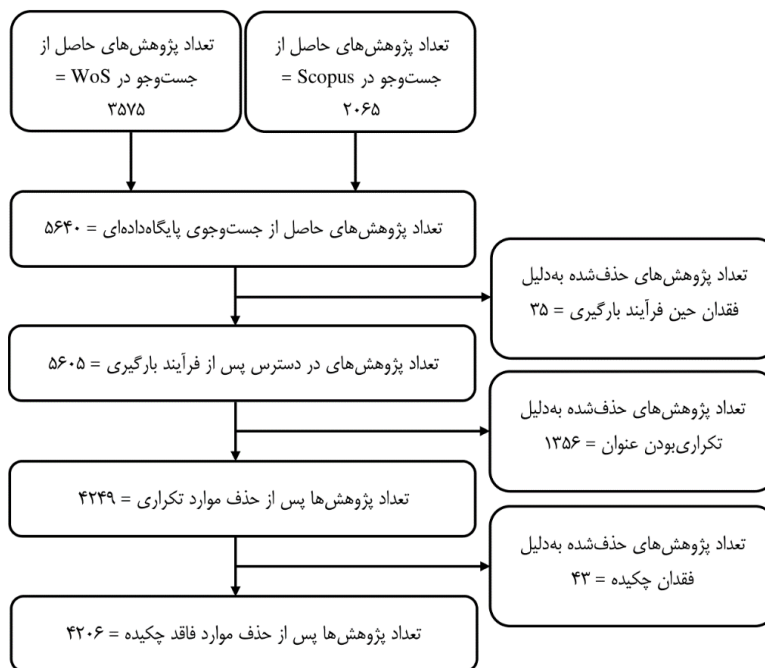 تعداد پژوهش‌های حاصل از
جست‌وجو در WoS =
۳۵۷۵
تعداد پژوهش‌های حاصل از
جست‌وجو در Scopus =
۲۰۶۵
تعداد پژوهش‌های حاصل از جست‌وجوی پایگاه‌داده‌ای = ۵۶۴۰
تعداد پژوهش‌های حذف‌شده به‌دلیل
فقدان حین فرآیند بارگیری = ۳۵
تعداد پژوهش‌های در دسترس پس از فرآیند بارگیری = ۵۶۰۵
تعداد پژوهش‌های حذف‌شده به‌دلیل
تکراری‌بودن عنوان = ۱۳۵۶
تعداد پژوهش‌ها پس از حذف موارد تکراری = ۴۲۴۹
تعداد پژوهش‌های حذف‌شده به‌دلیل
فقدان چکیده = ۴۳
تعداد پژوهش‌ها پس از حذف موارد فاقد چکیده = ۴۲۰۶